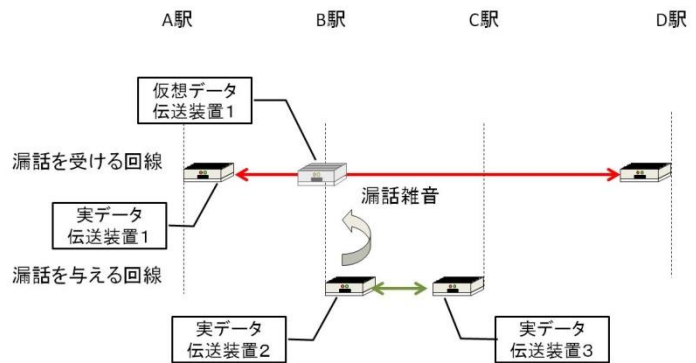 A駅
B駅
C駅
D駅
仮想データ
伝送装置1
漏話を受ける回線
漏話雑音
実データ
伝送装置1
漏話を与える回線
実データ
伝送装置2
実データ
伝送装置3